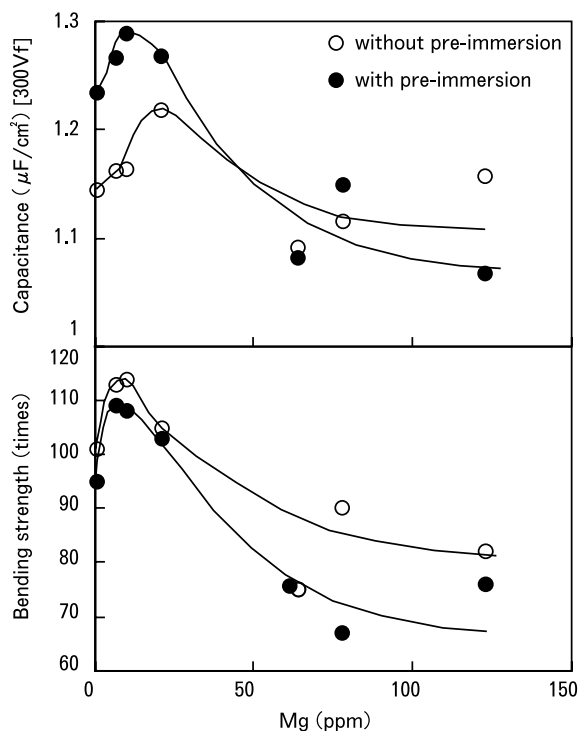 1.3
1.2
1.1
1
Capacitance (μF/cm²) [300Vf]
without pre-immersion
with pre-immersion
120
110
100
90
80
70
60
Bending strength (times)
0 50 100 150
Mg (ppm)